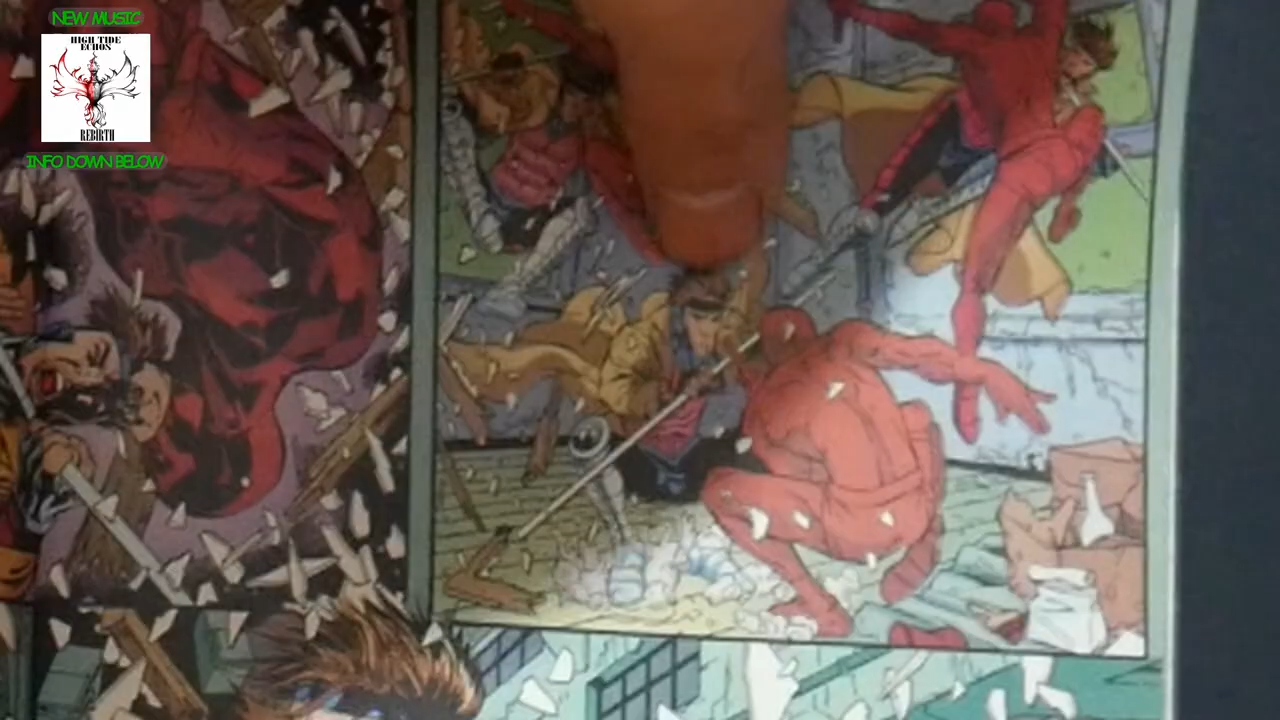 NEW MUSIC
HIGH TIDE
ECHOS
REBIRTH
INFO DOWN BELOW